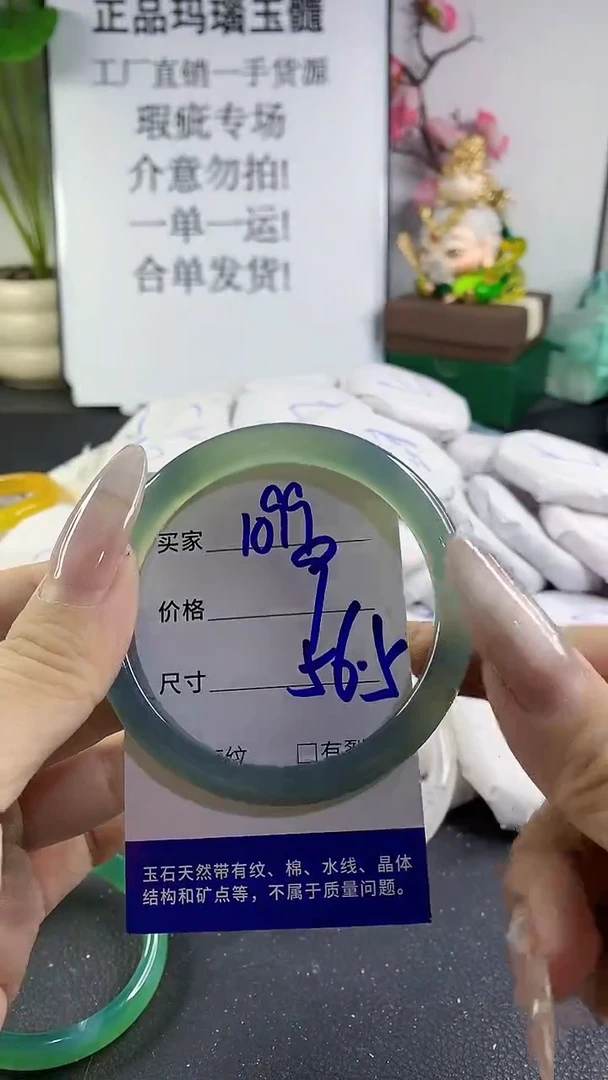 正品玛瑙玉髓
工厂直销一手货源
瑕疵专场
介意勿拍!
一单一运!
合单发货!
买家 1099
价格
尺寸 56.5
纹 □有裂
玉石天然带有纹、棉、水线、晶体
结构和矿点等，不属于质量问题。